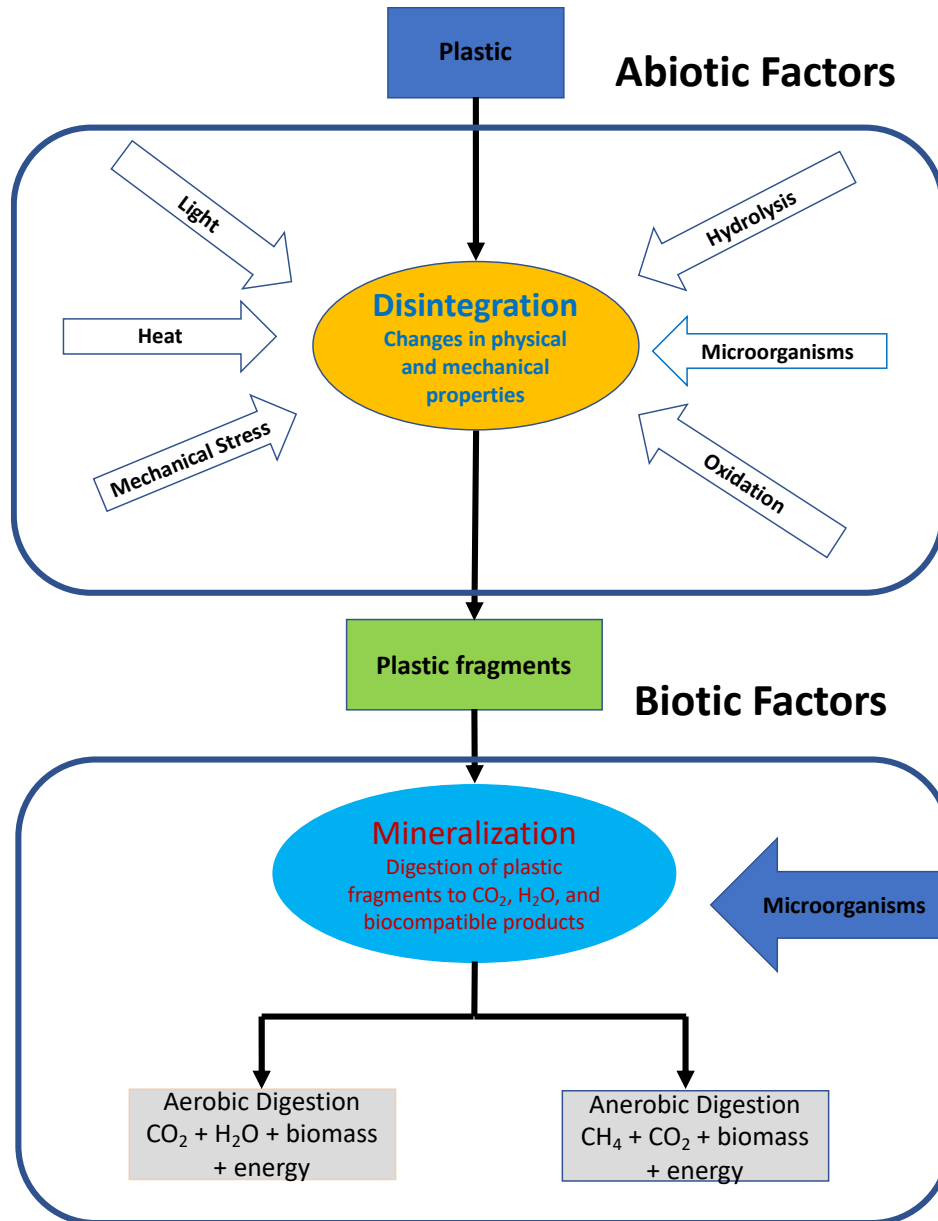 Plastic
Abiotic Factors
Light
Hydrolysis
Disintegration
Changes in physical
and mechanical
properties
Heat
Microorganisms
Mechanical Stress
Oxidation
Plastic fragments
Biotic Factors
Mineralization
Digestion of plastic
fragments to CO₂, H₂O, and
biocompatible products
Microorganisms
Aerobic Digestion
CO₂ + H₂O + biomass
+ energy
Anerobic Digestion
CH₄ + CO₂ + biomass
+ energy